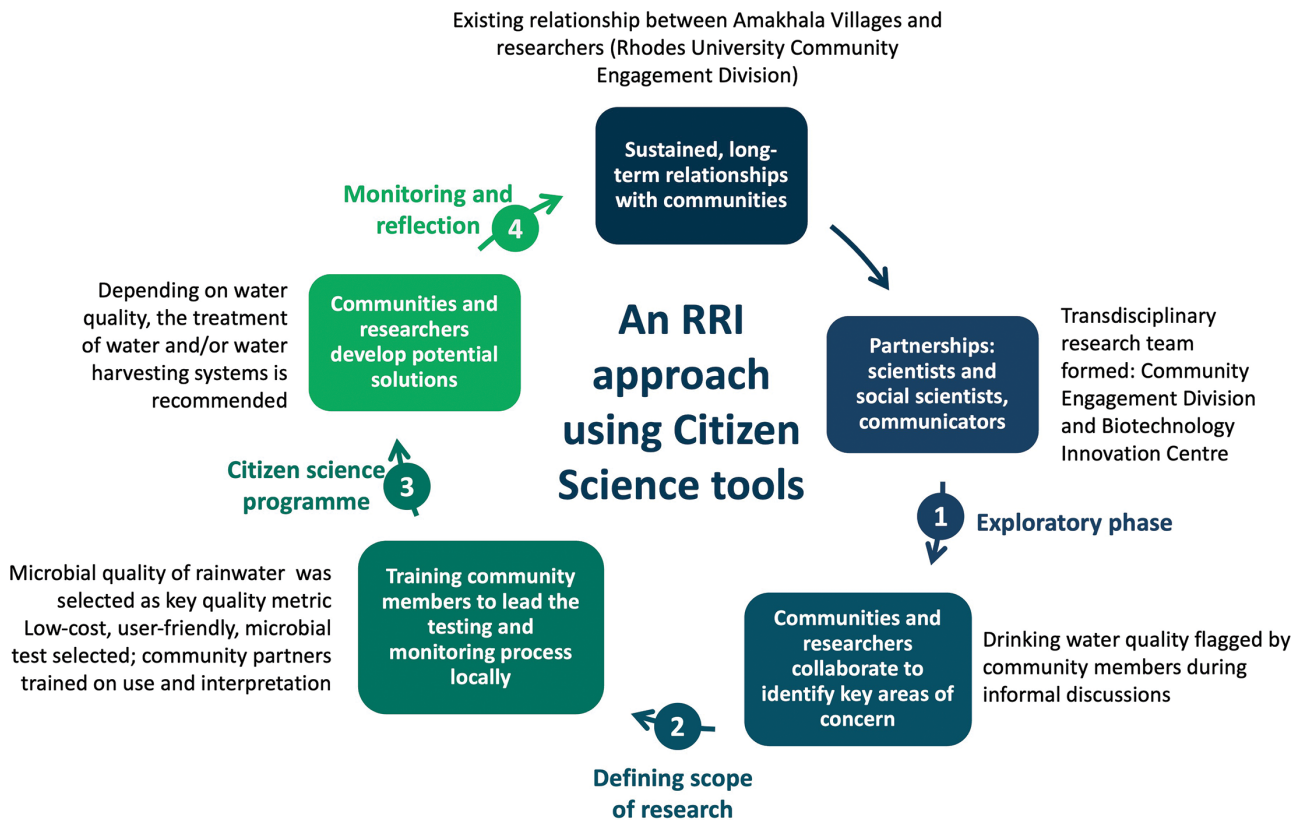 Existing relationship between Amakhala Villages and
researchers (Rhodes University Community
Engagement Division)
Sustained, long-
term relationships
with communities
Partnerships:
scientists and
social scientists,
communicators
Transdisciplinary
research team
formed: Community
Engagement Division
and Biotechnology
Innovation Centre
1
Exploratory phase
Communities and
researchers
collaborate to
identify key areas of
concern
Drinking water quality flagged by
community members during
informal discussions
2
Defining scope
of research
Training community
members to lead the
testing and
monitoring process
locally
Microbial quality of rainwater was
selected as key quality metric
Low-cost, user-friendly, microbial
test selected; community partners
trained on use and interpretation
Citizen science
programme
3
Communities and
researchers
develop potential
solutions
Depending on water
quality, the treatment
of water and/or water
harvesting systems is
recommended
Monitoring and
reflection
4
An RRI
approach
using Citizen
Science tools